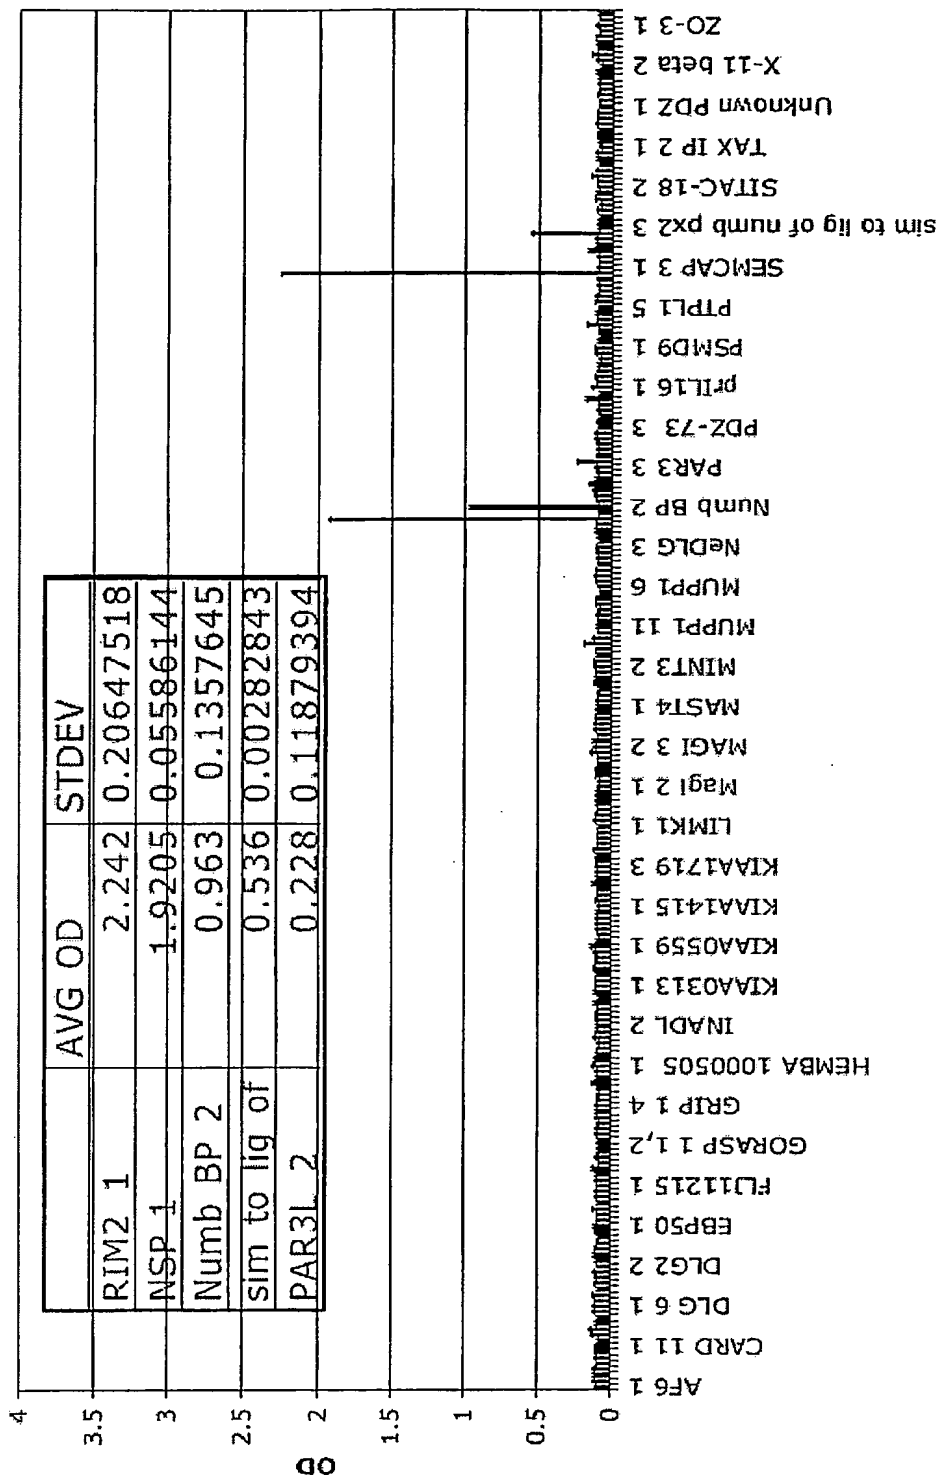 OD
4
3.5
3
2.5
2
1.5
1
0.5
0
AVG OD STDEV
RIM2 1 2.242 0.20647518
NSP 1 1.9205 0.05586144
Numb BP 2 0.963 0.1357645
sim to lig of 0.536 0.00282843
PAR3L 2 0.228 0.11879394
AF6 1
CARD 11 1
DLG 6 1
DLG2 2
EBP50 1
FLJ11215 1
GORASP 1 1,2
GRIP 1 4
HEMBA 1000505 1
INADL 2
KIAA0313 1
KIAA0559 1
KIAA1415 1
KIAA1719 3
LIMK1 1
MagI 2 1
MAGI 3 2
MAST4 1
MINT3 2
MUPP1 11
MUPP1 6
NeDLG 3
Numb BP 2
PAR3 3
PDZ-73 3
prIL16 1
PSMD9 1
PTPL1 5
SEMCAP 3 1
sim to lig of numb px2 3
SITAC-18 2
TAX IP 2 1
Unknown PDZ 1
X-11 beta 2
ZO-3 1